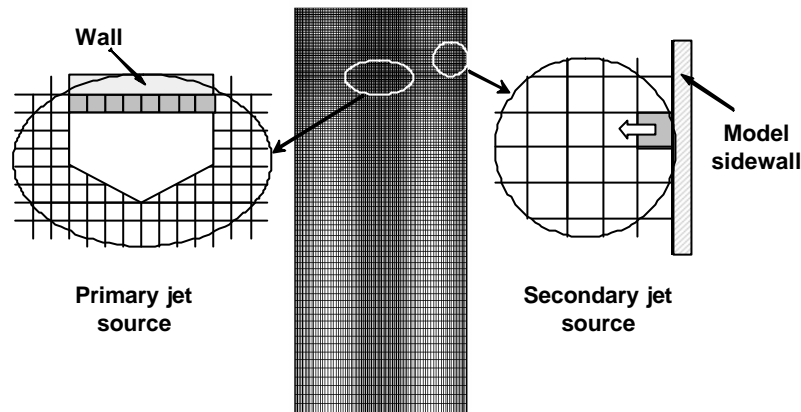 Wall
Model
sidewall
Primary jet
source
Secondary jet
source